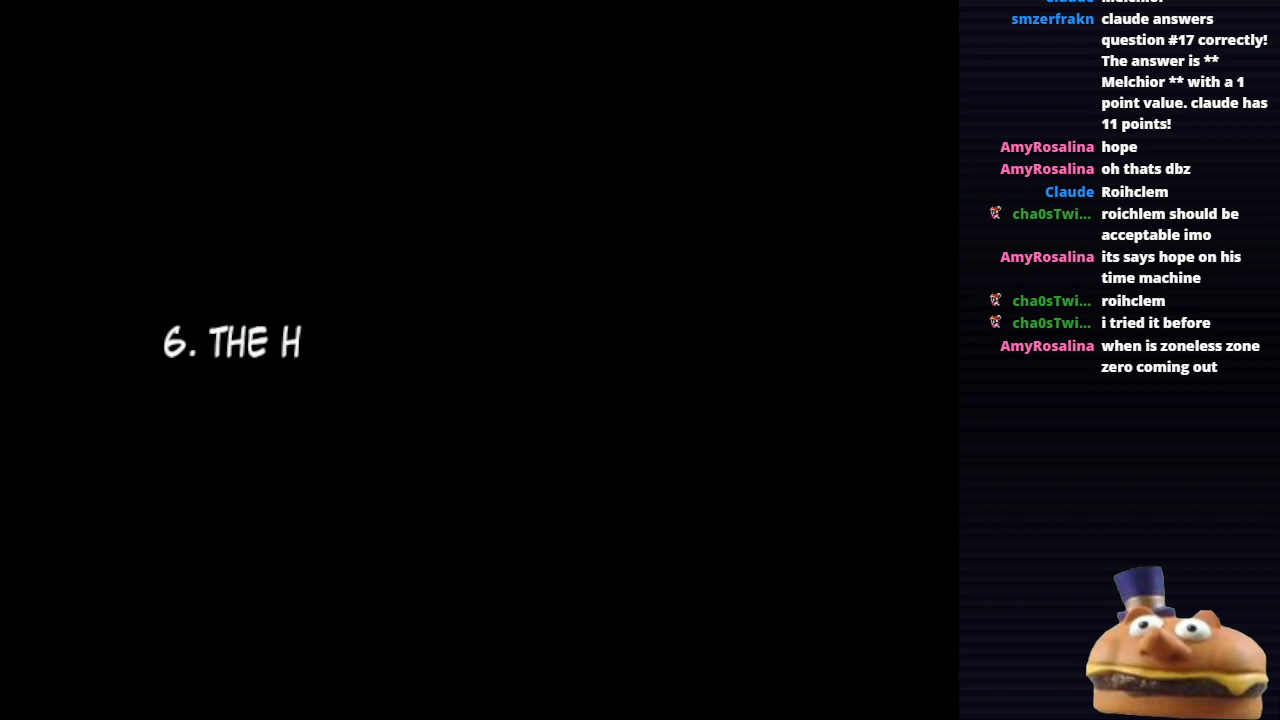 smzerfrakn claude answers
question #17 correctly!
The answer is **
Melchior ** with a 1
point value. claude has
11 points!
AmyRosalina hope
AmyRosalina oh thats dbz
Claude Roihclem
cha0sTwi... roichlem should be
acceptable imo
AmyRosalina its says hope on his
time machine
cha0sTwi... roihclem
cha0sTwi... i tried it before
AmyRosalina when is zoneless zone
zero coming out
6. THE H